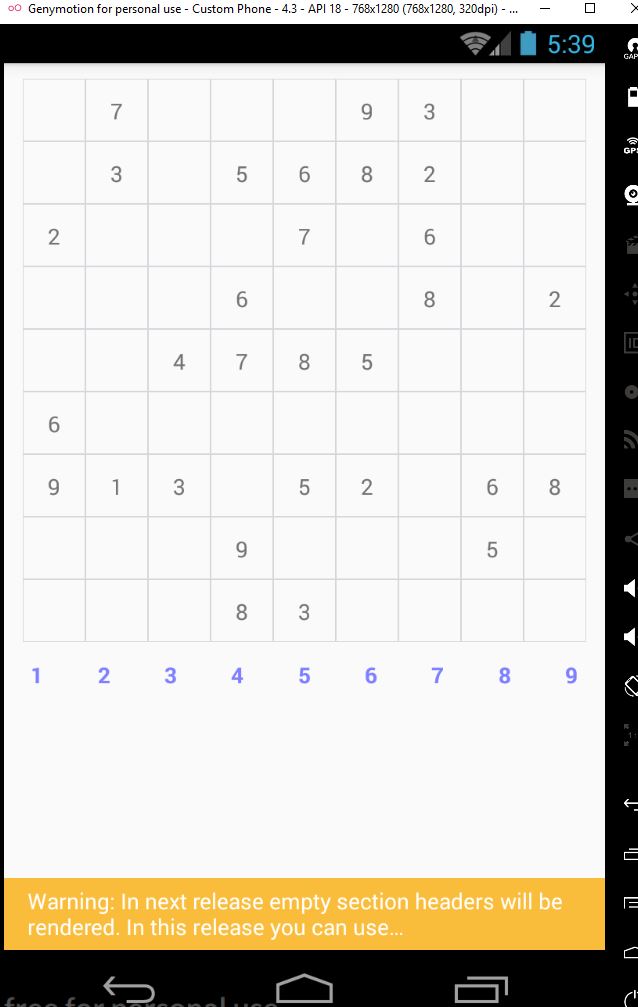 Genymotion for personal use - Custom Phone - 4.3 - API 18 - 768x1280 (768x1280, 320dpi) - ...
5:39
7 9 3
3 5 6 8 2
2 7 6
6 8 2
4 7 8 5
6
9 1 3 5 2 6 8
9 5
8 3
1 2 3 4 5 6 7 8 9
Warning: In next release empty section headers will be
rendered. In this release you can use...
free for personal use
GPS
ID